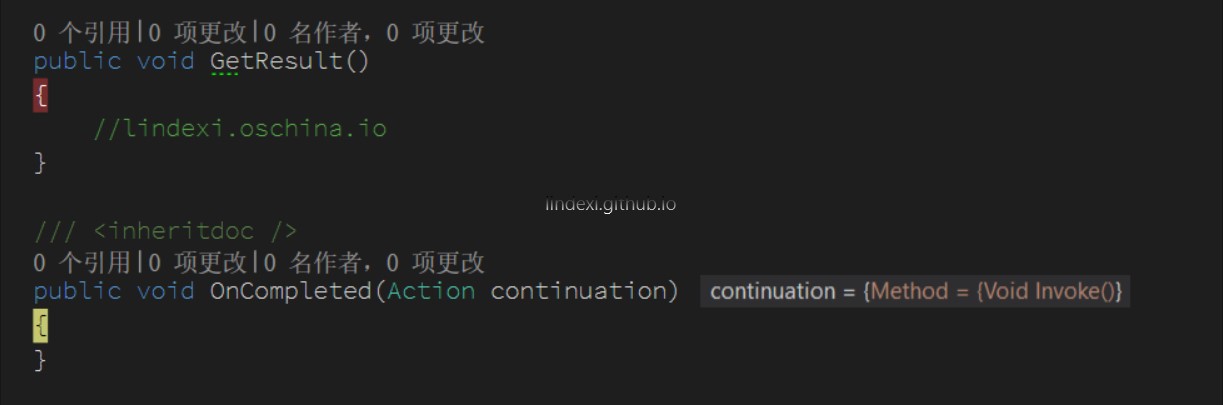 0 个引用|0 项更改|0 名作者，0 项更改
public void GetResult()
{
//lindexi.oschina.io
}
lindexi.github.io
/// <inheritdoc />
0 个引用|0 项更改|0 名作者，0 项更改
public void OnCompleted(Action continuation) continuation = {Method = {Void Invoke()}
{
}